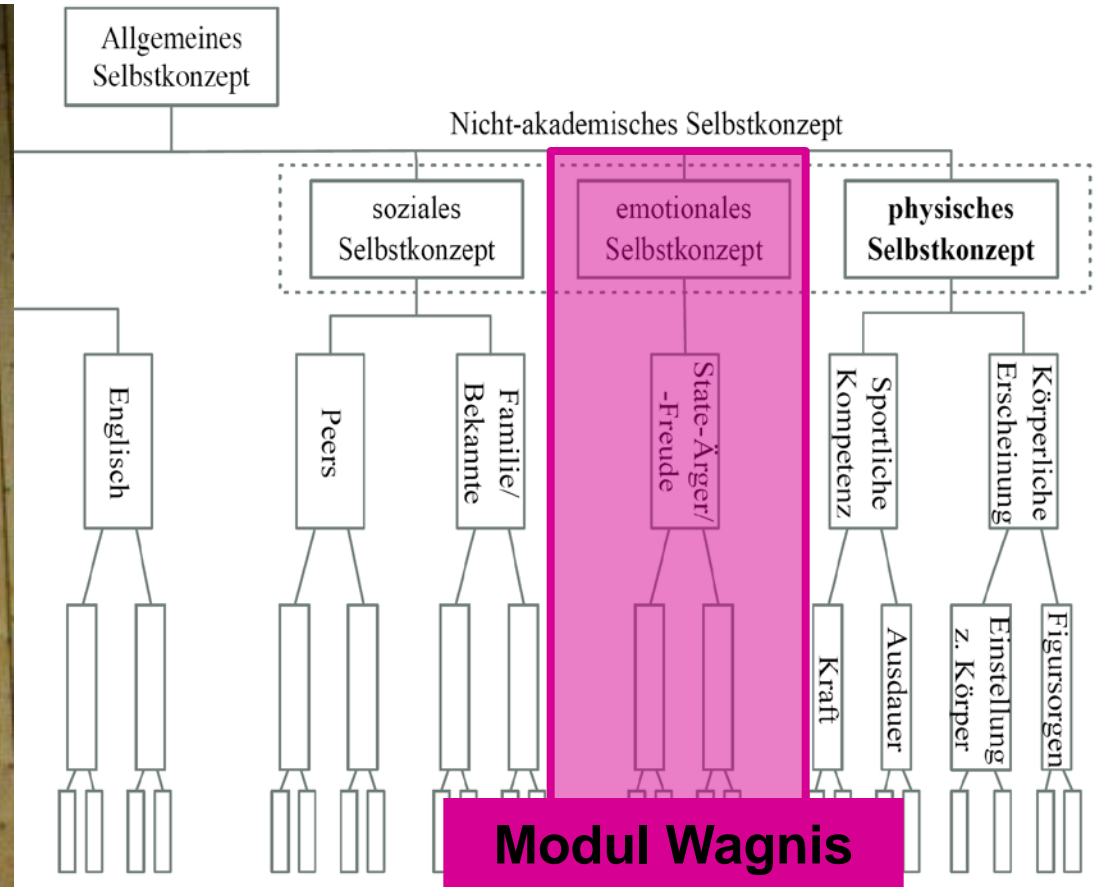 Allgemeines
Selbstkonzept
Nicht-akademisches Selbstkonzept
soziales
Selbstkonzept
emotionales
Selbstkonzept
physisches
Selbstkonzept
Englisch
Peers
Familie/
Bekannte
State-Ärger/
-Freude
Sportliche
Kompetenz
Körperliche
Erscheinung
Kraft
Ausdauer
Einstellung
z. Körper
Figursorgen
Modul Wagnis